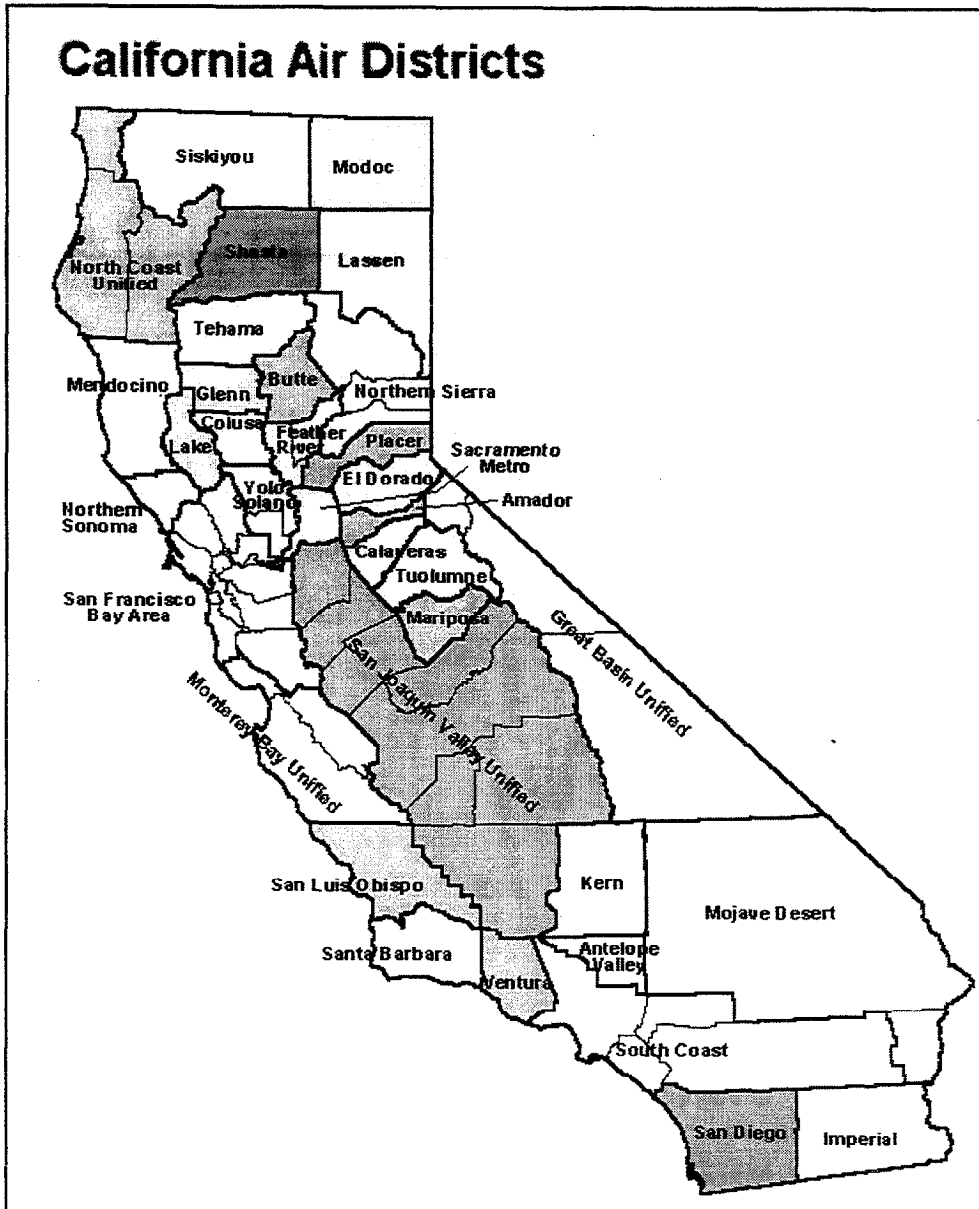 California Air Districts
Siskiyou
Modoc
North Coast
Unified
Shasta
Lassen
Tehama
Mendocino
Glenn
Butte
Northern Sierra
Colusa
Lake
Feather
River
Placer
Sacramento
Metro
El Dorado
Yolo
Solano
Amador
Northern
Sonoma
Calaveras
Tuolumne
San Francisco
Bay Area
Mariposa
Great Basin Unified
San Joaquin Valley Unified
Monterey Bay Unified
San Luis Obispo
Kern
Mojave Desert
Santa Barbara
Antelope
Valley
Ventura
South Coast
San Diego
Imperial